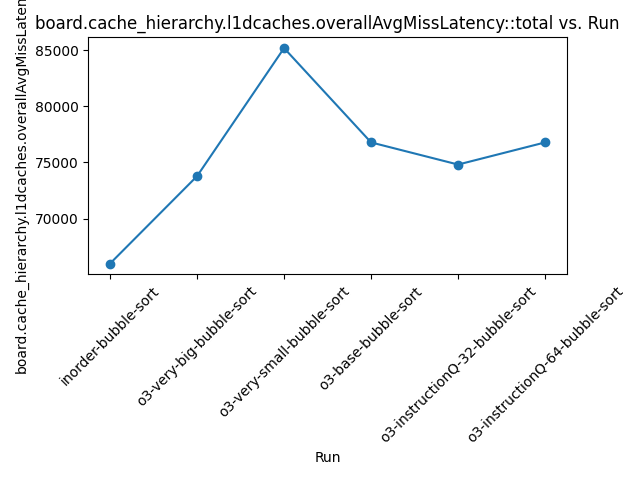 board.cache_hierarchy.l1dcaches.overallAvgMissLatency::total vs. Run
board.cache_hierarchy.l1dcaches.overallAvgMissLaten
85000
80000
75000
70000
inorder-bubble-sort
o3-very-big-bubble-sort
o3-very-small-bubble-sort
o3-base-bubble-sort
o3-instructionQ-32-bubble-sort
o3-instructionQ-64-bubble-sort
Run